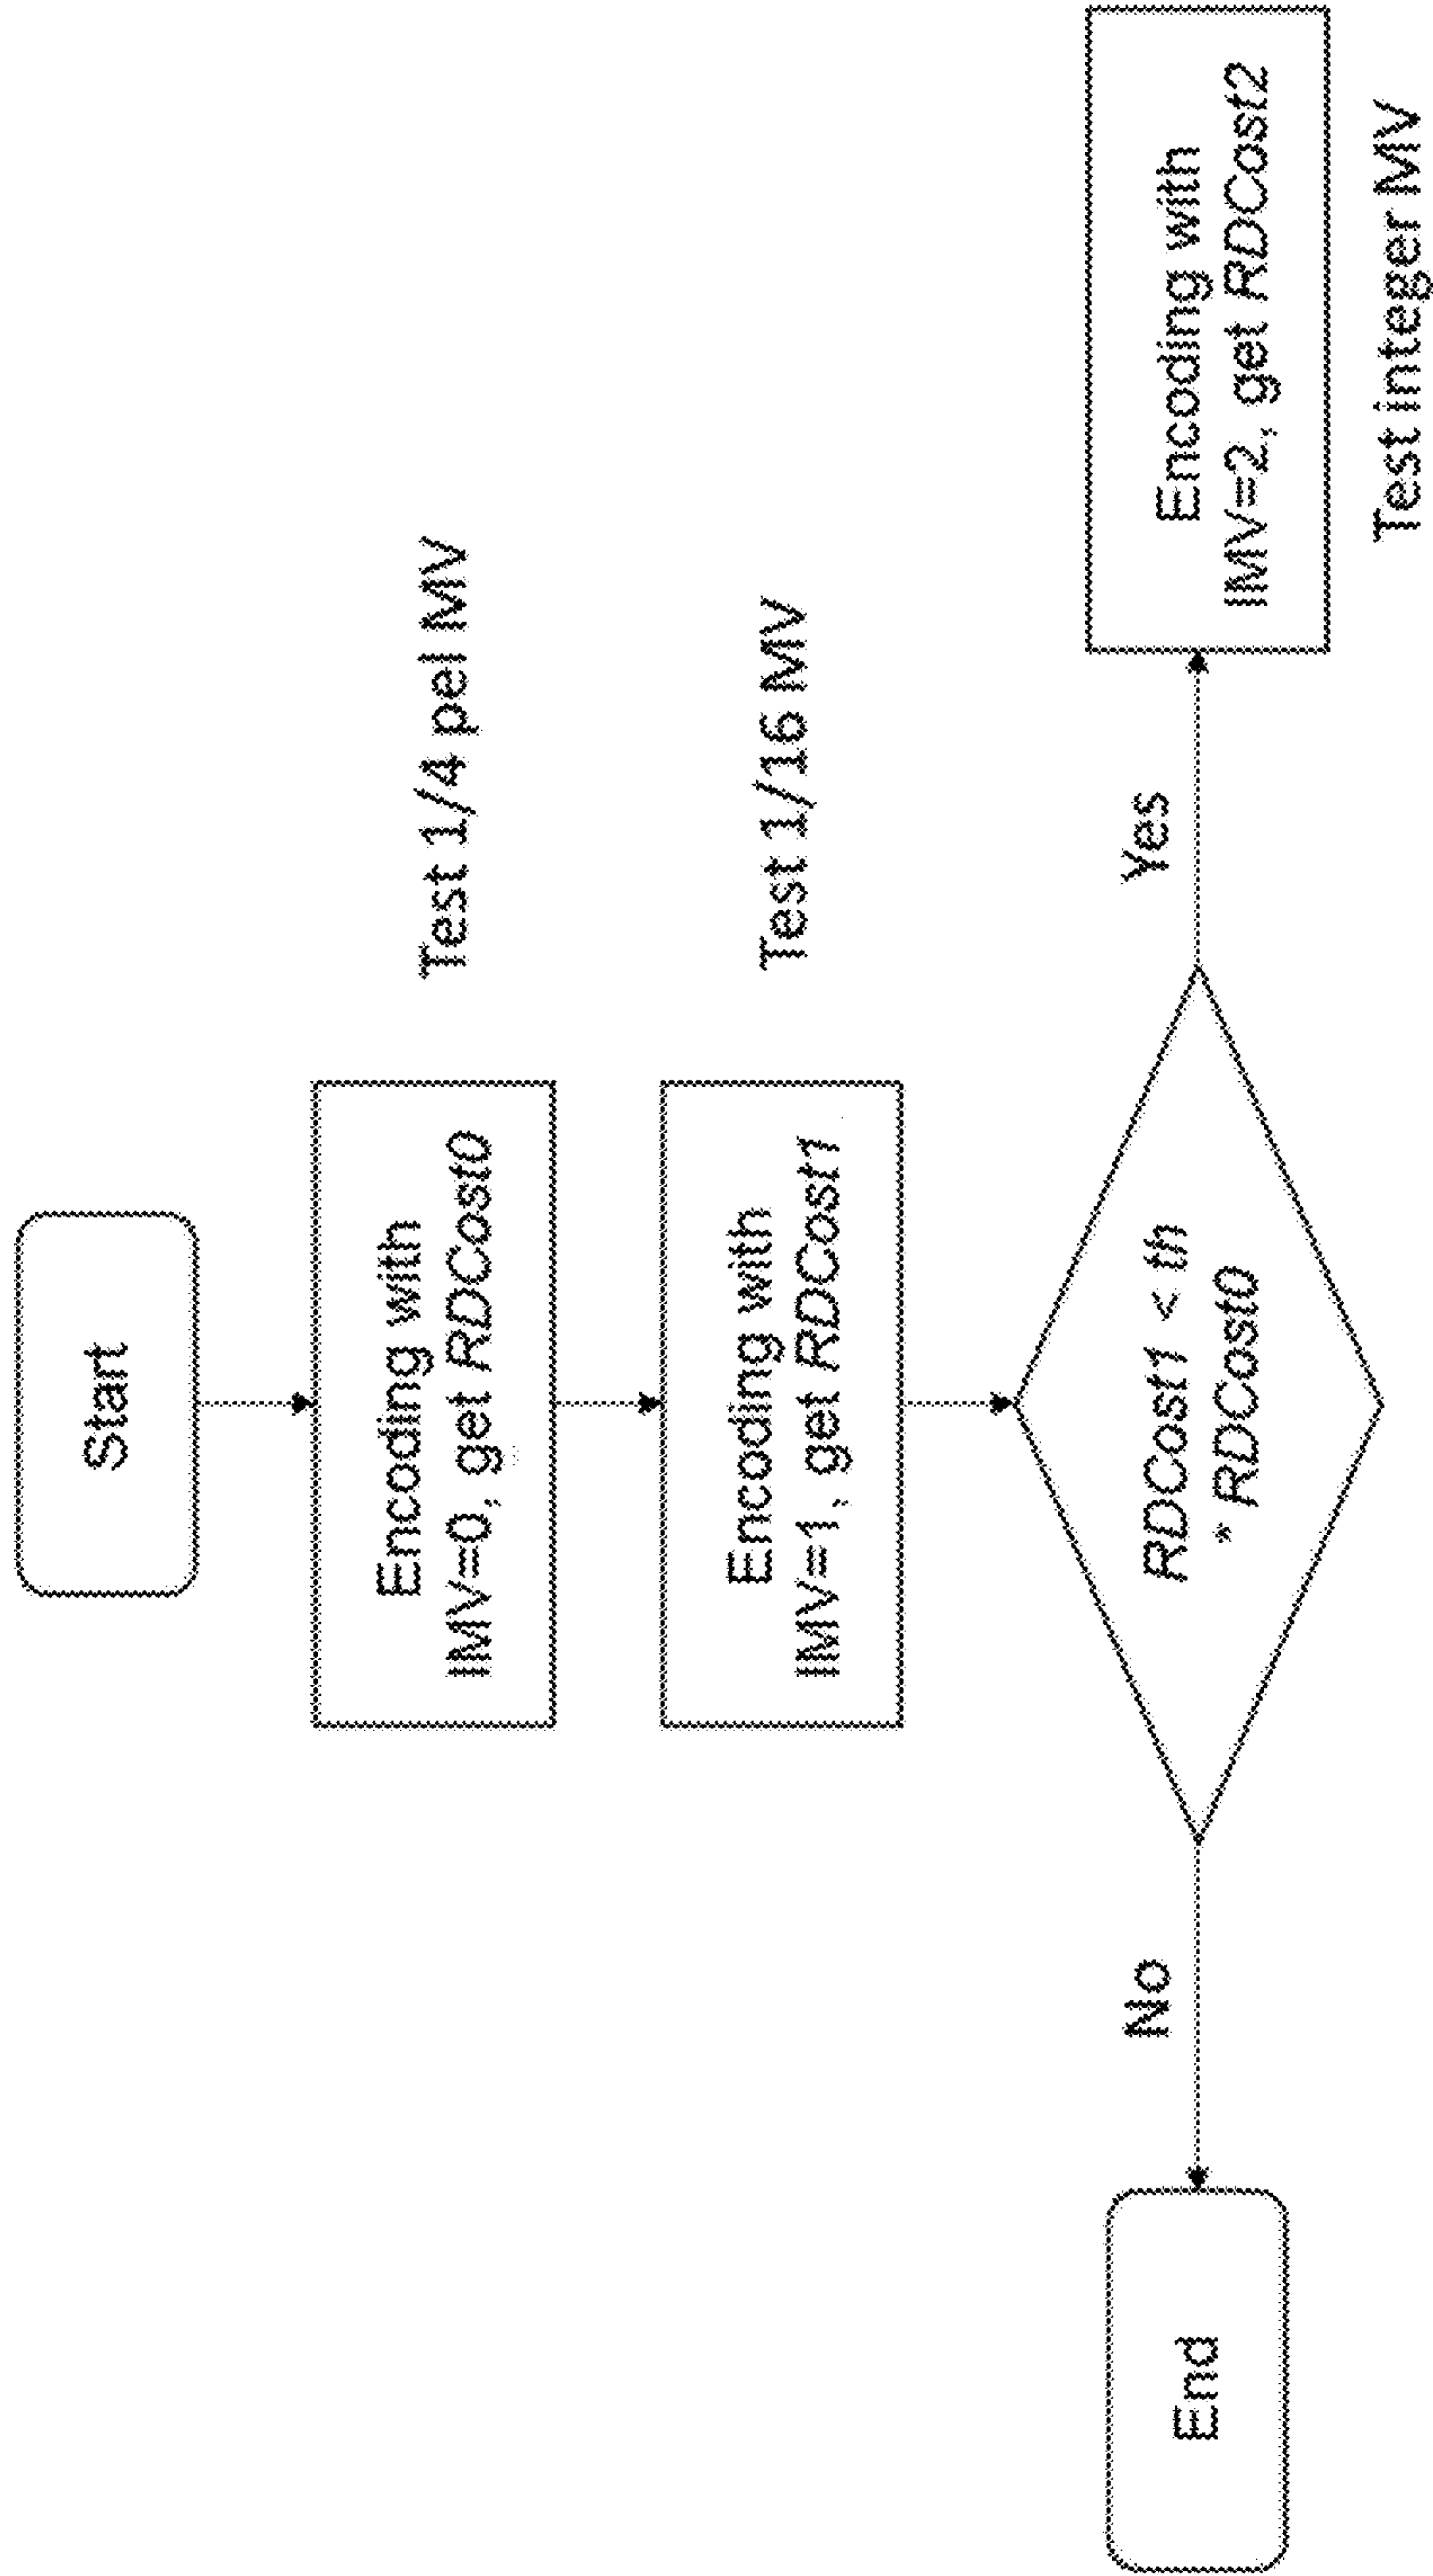 Start
Encoding with
IMV=0, get RDCost0
Test 1/4 pel MV
Encoding with
IMV=1, get RDCost1
Test 1/16 MV
RDCost1 < th
* RDCost0
No
Yes
End
Encoding with
IMV=2, get RDCost2
Test integer MV